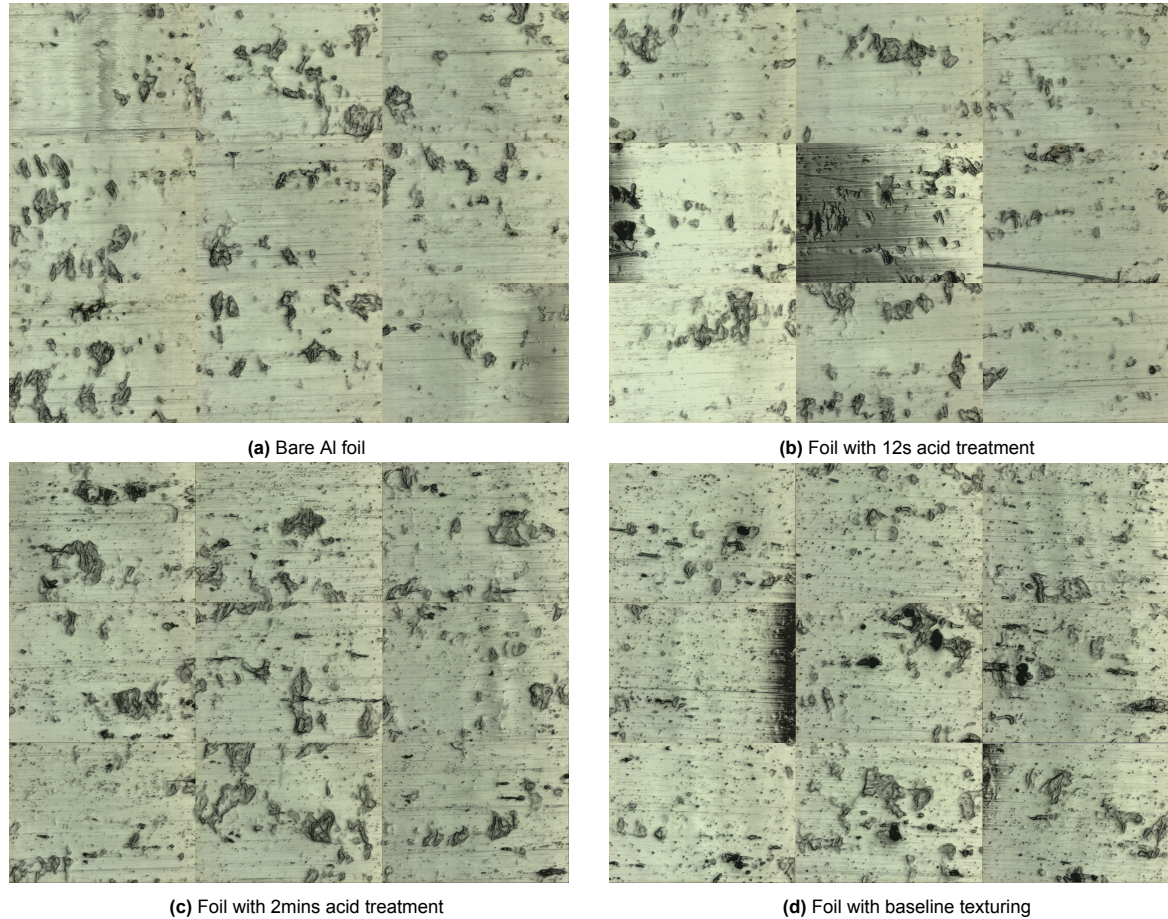 (a) Bare Al foil
(b) Foil with 12s acid treatment
(c) Foil with 2mins acid treatment
(d) Foil with baseline texturing